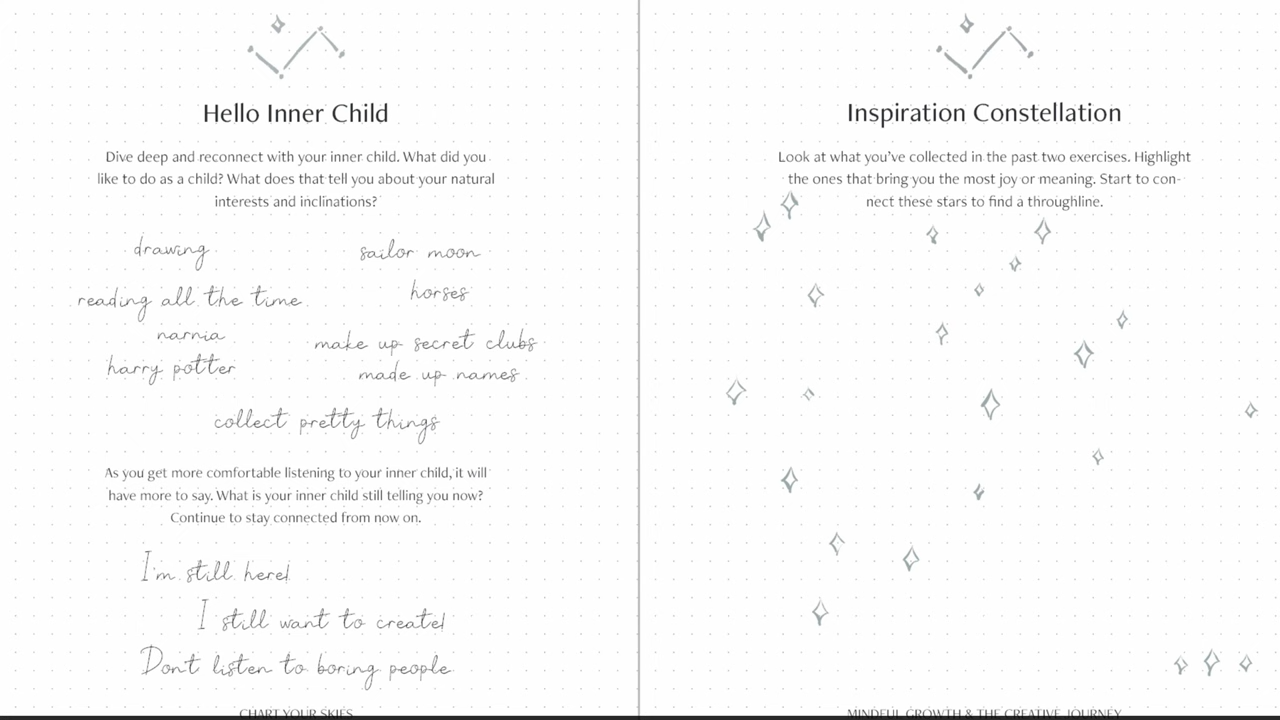 Hello Inner Child
Dive deep and reconnect with your inner child. What did you
like to do as a child? What does that tell you about your natural
interests and inclinations?
drawing
sailor moon
reading all the time
horses
narnia
make up secret clubs
harry potter
made up names
collect pretty things
As you get more comfortable listening to your inner child, it will
have more to say. What is your inner child still telling you now?
Continue to stay connected from now on.
I'm still here!
I still want to create!
Don't listen to boring people
CHART YOUR SKIES
Inspiration Constellation
Look at what you've collected in the past two exercises. Highlight
the ones that bring you the most joy or meaning. Start to con-
nect these stars to find a throughline.
MINDFUL GROWTH & THE CREATIVE JOURNEY